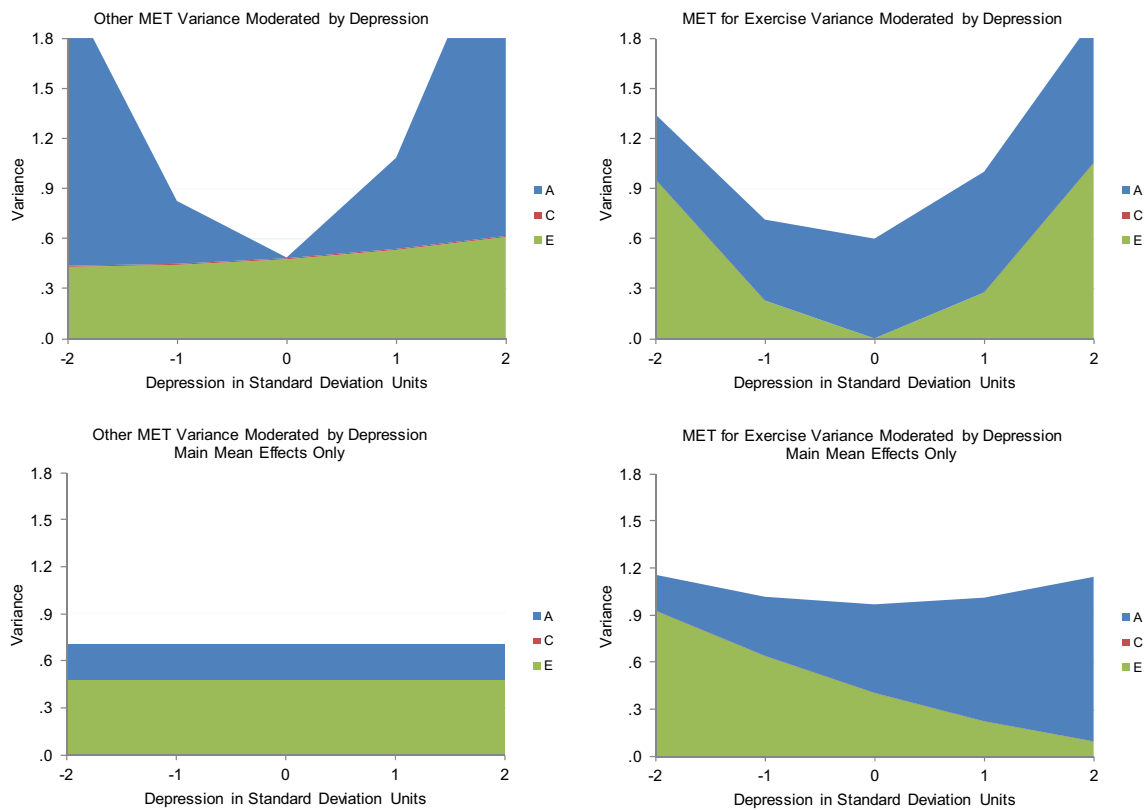 Other MET Variance Moderated by Depression
1.8
1.5
1.2
.9
.6
.3
.0
Variance
-2 -1 0 1 2
Depression in Standard Deviation Units
A
C
E
MET for Exercise Variance Moderated by Depression
1.8
1.5
1.2
.9
.6
.3
.0
Variance
-2 -1 0 1 2
Depression in Standard Deviation Units
A
C
E
Other MET Variance Moderated by Depression
Main Mean Effects Only
1.8
1.5
1.2
.9
.6
.3
.0
Variance
-2 -1 0 1 2
Depression in Standard Deviation Units
A
C
E
MET for Exercise Variance Moderated by Depression
Main Mean Effects Only
1.8
1.5
1.2
.9
.6
.3
.0
Variance
-2 -1 0 1 2
Depression in Standard Deviation Units
A
C
E